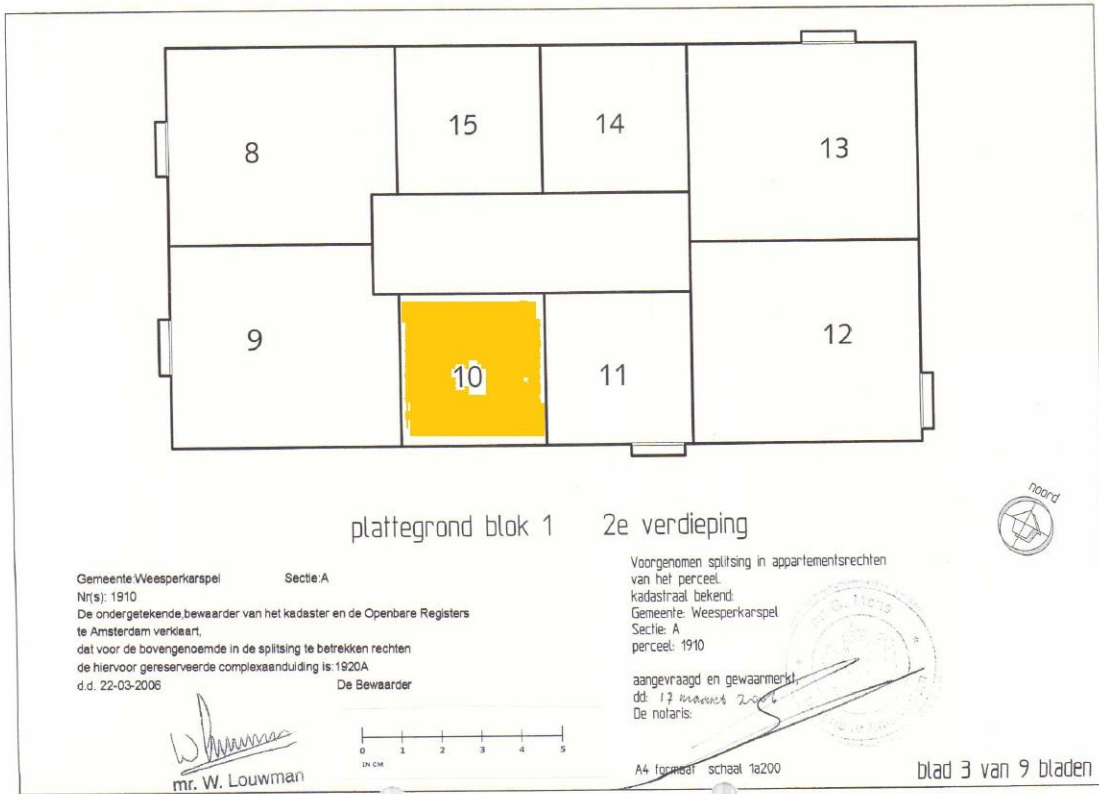 15
14
13
8
9
10
11
12
noord
plattegrond blok 1 2e verdieping
Gemeente:Weesperkarspel Sectie:A
Nr(s): 1910
De ondergetekende,bewaarder van het kadaster en de Openbare Registers
te Amsterdam verklaart,
dat voor de bovengenoemde in de splitsing te betrekken rechten
de hiervoor gereserveerde complexaanduiding is:1920A
d.d. 22-03-2006 De Bewaarder
mr. W. Louwman
0 1 2 3 4 5
IN CM
Voorgenomen splitsing in appartementsrechten
van het perceel.
kadastraal bekend:
Gemeente: Weesperkarspel
Sectie: A
perceel: 1910
aangevraagd en gewaarmerkt,
dd: 17 maart 2006
De notaris:
A4 formaat schaal 1a200
blad 3 van 9 bladen